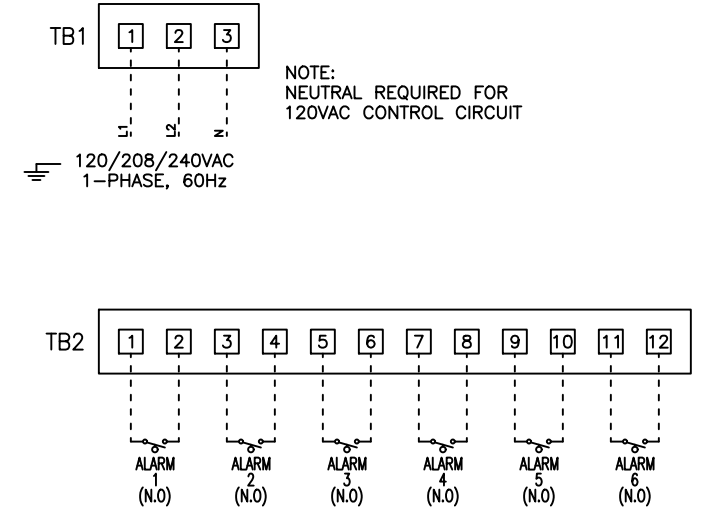 TB1 1 2 3
NOTE:
NEUTRAL REQUIRED FOR
120VAC CONTROL CIRCUIT
L1 L2 N
120/208/240VAC
1-PHASE, 60Hz
TB2 1 2 3 4 5 6 7 8 9 10 11 12
ALARM ALARM ALARM ALARM ALARM ALARM
1 2 3 4 5 6
(N.O) (N.O) (N.O) (N.O) (N.O) (N.O)